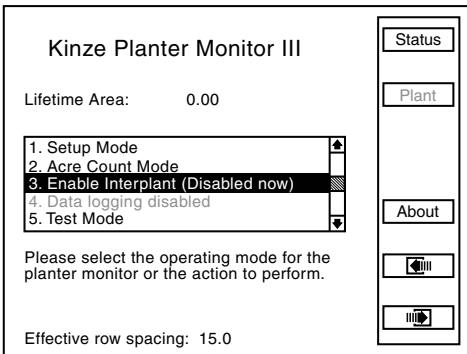 Kinze Planter Monitor III
Lifetime Area: 0.00
1. Setup Mode
2. Acre Count Mode
3. Enable Interplant (Disabled now)
4. Data logging disabled
5. Test Mode
Please select the operating mode for the
planter monitor or the action to perform.
Effective row spacing: 15.0
Status
Plant
About